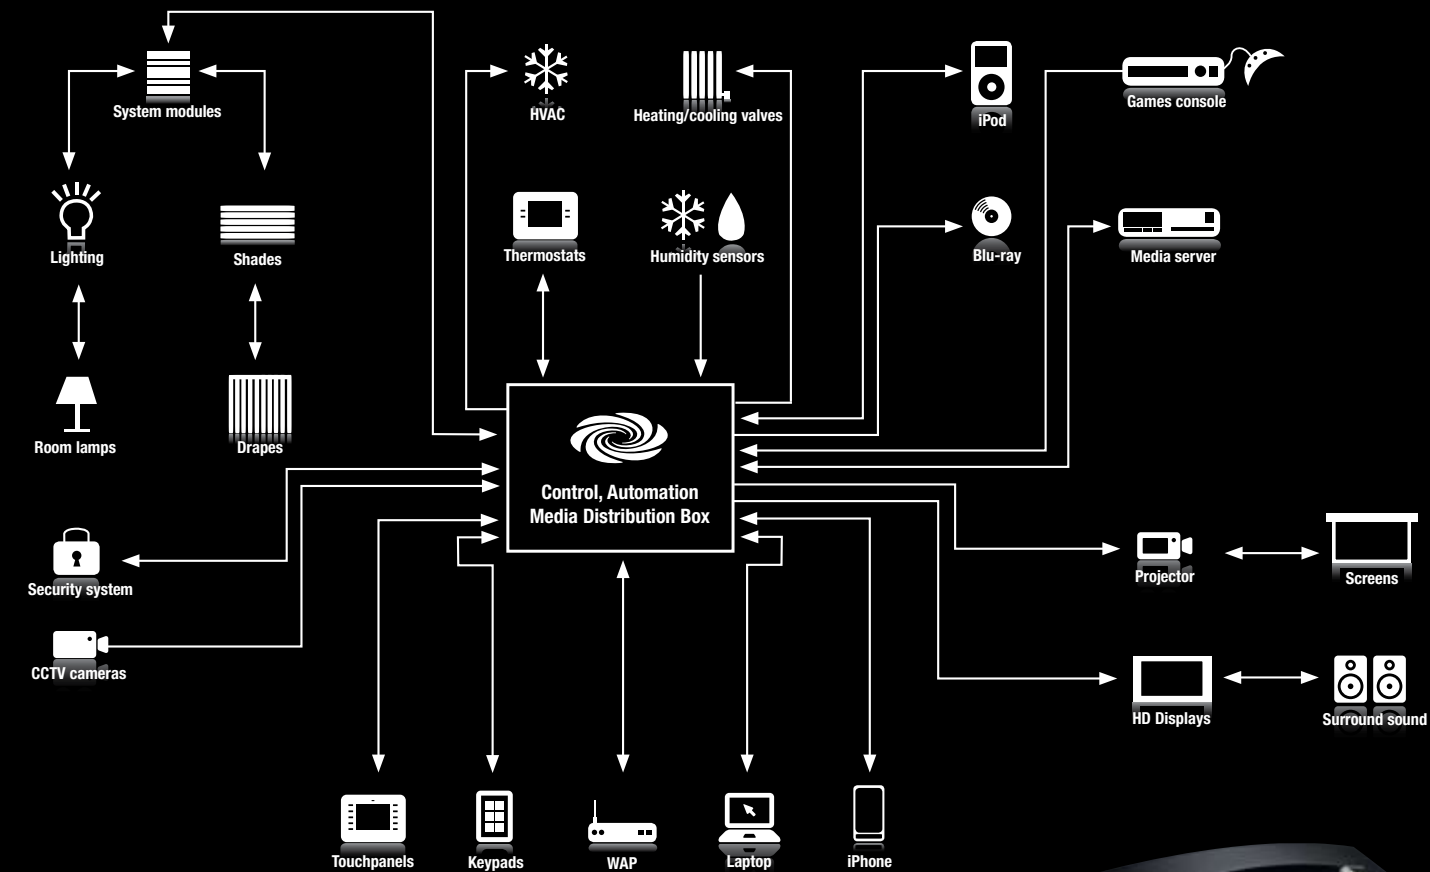 System modules
HVAC
Heating/cooling valves
iPod
Games console
Lighting
Shades
Thermostats
Humidity sensors
Blu-ray
Media server
Room lamps
Drapes
Control, Automation
Media Distribution Box
Security system
Projector
Screens
CCTV cameras
HD Displays
Surround sound
Touchpanels
Keypads
WAP
Laptop
iPhone